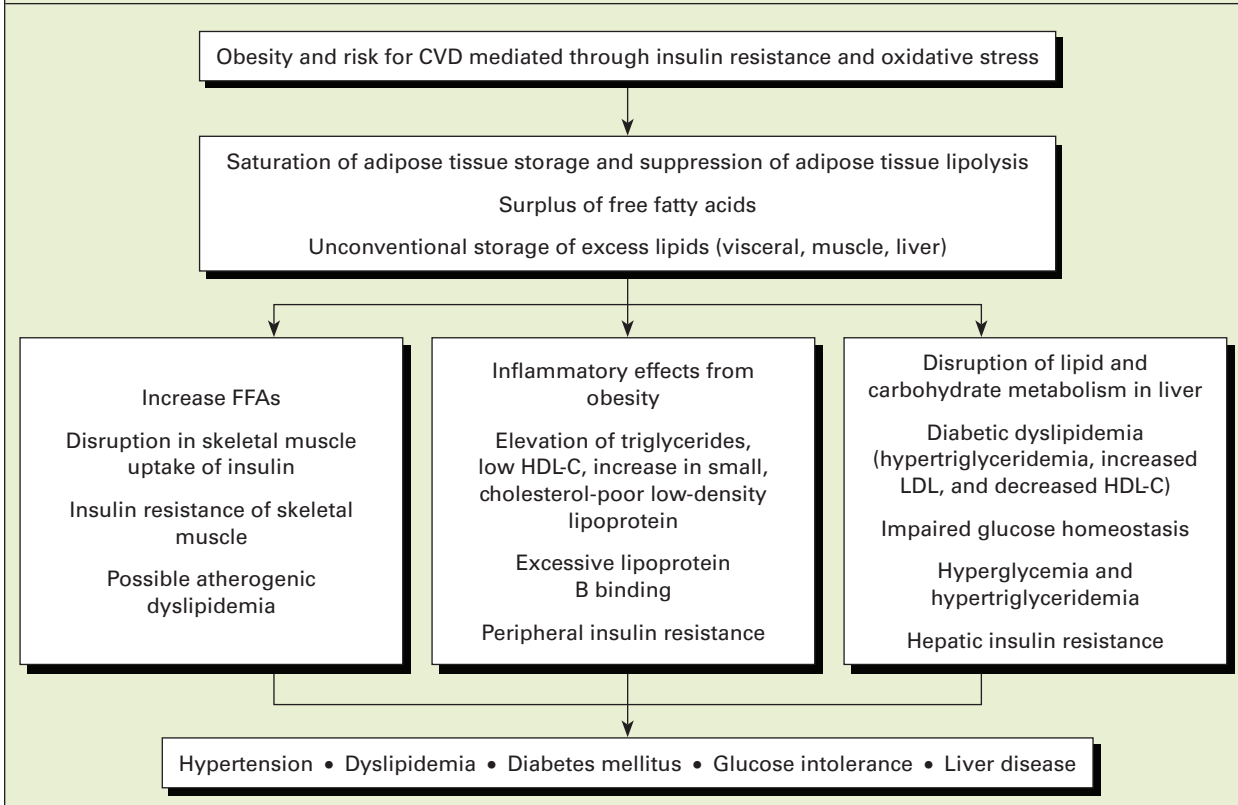 Obesity and risk for CVD mediated through insulin resistance and oxidative stress
Saturation of adipose tissue storage and suppression of adipose tissue lipolysis
Surplus of free fatty acids
Unconventional storage of excess lipids (visceral, muscle, liver)
Increase FFAs
Disruption in skeletal muscle
uptake of insulin
Insulin resistance of skeletal
muscle
Possible atherogenic
dyslipidemia
Inflammatory effects from
obesity
Elevation of triglycerides,
low HDL-C, increase in small,
cholesterol-poor low-density
lipoprotein
Excessive lipoprotein
B binding
Peripheral insulin resistance
Disruption of lipid and
carbohydrate metabolism in liver
Diabetic dyslipidemia
(hypertriglyceridemia, increased
LDL, and decreased HDL-C)
Impaired glucose homeostasis
Hyperglycemia and
hypertriglyceridemia
Hepatic insulin resistance
Hypertension • Dyslipidemia • Diabetes mellitus • Glucose intolerance • Liver disease